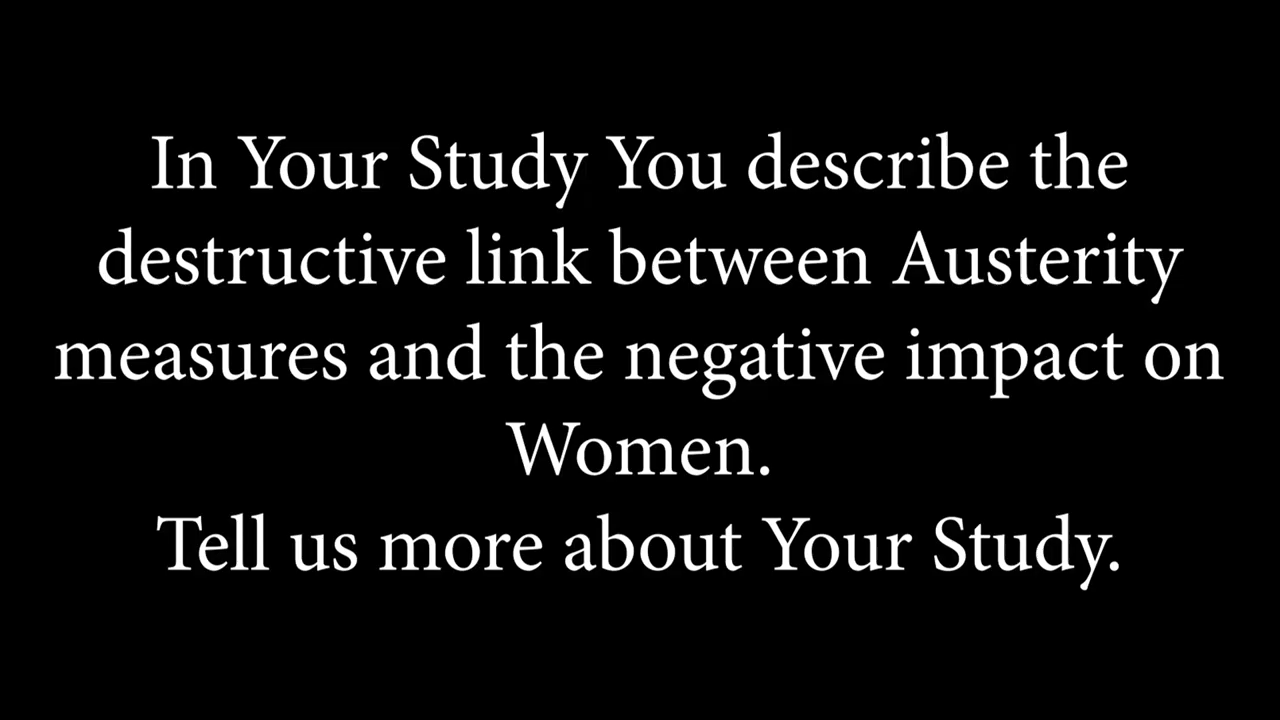 In Your Study You describe the
destructive link between Austerity
measures and the negative impact on
Women.
Tell us more about Your Study.